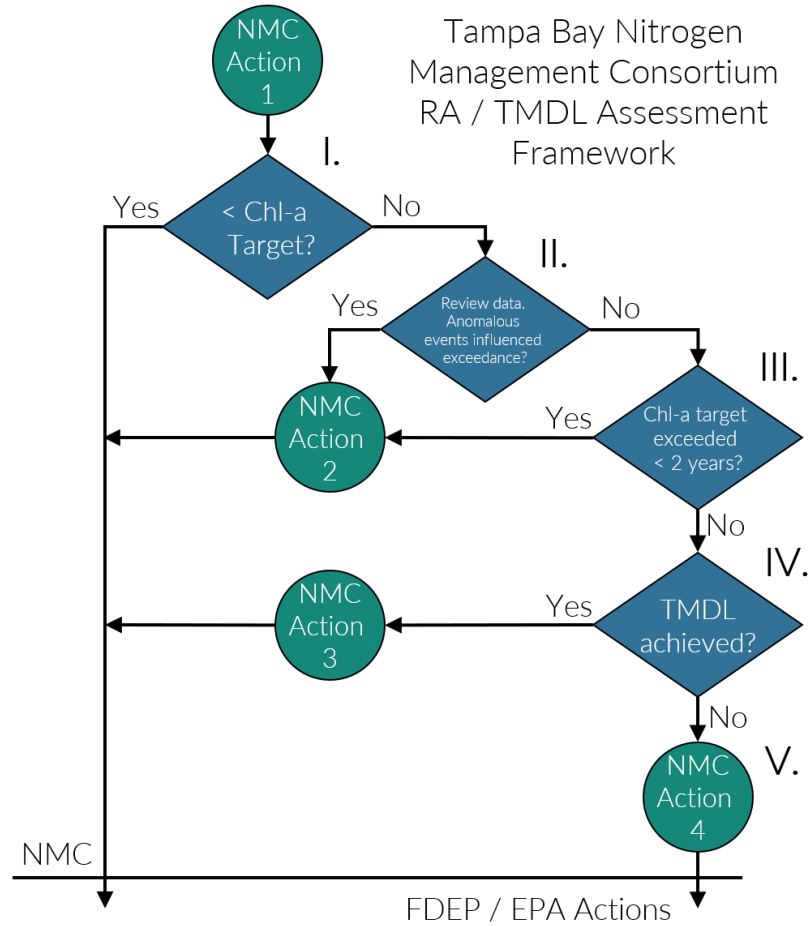 Tampa Bay Nitrogen
Management Consortium
RA / TMDL Assessment
Framework
NMC
Action
1
I.
< Chl-a
Target?
Yes
No
II.
Review data.
Anomalous
events influenced
exceedance?
Yes
No
III.
Chl-a target
exceeded
< 2 years?
Yes
NMC
Action
2
No
IV.
TMDL
achieved?
Yes
NMC
Action
3
No
V.
NMC
Action
4
NMC
FDEP / EPA Actions